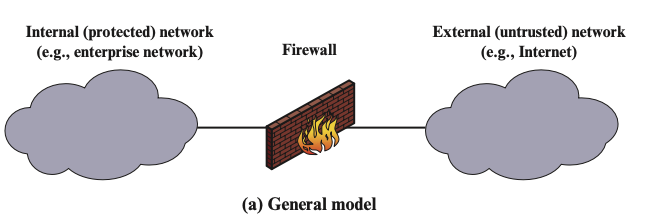 Internal (protected) network
(e.g., enterprise network)
Firewall
External (untrusted) network
(e.g., Internet)
(a) General model